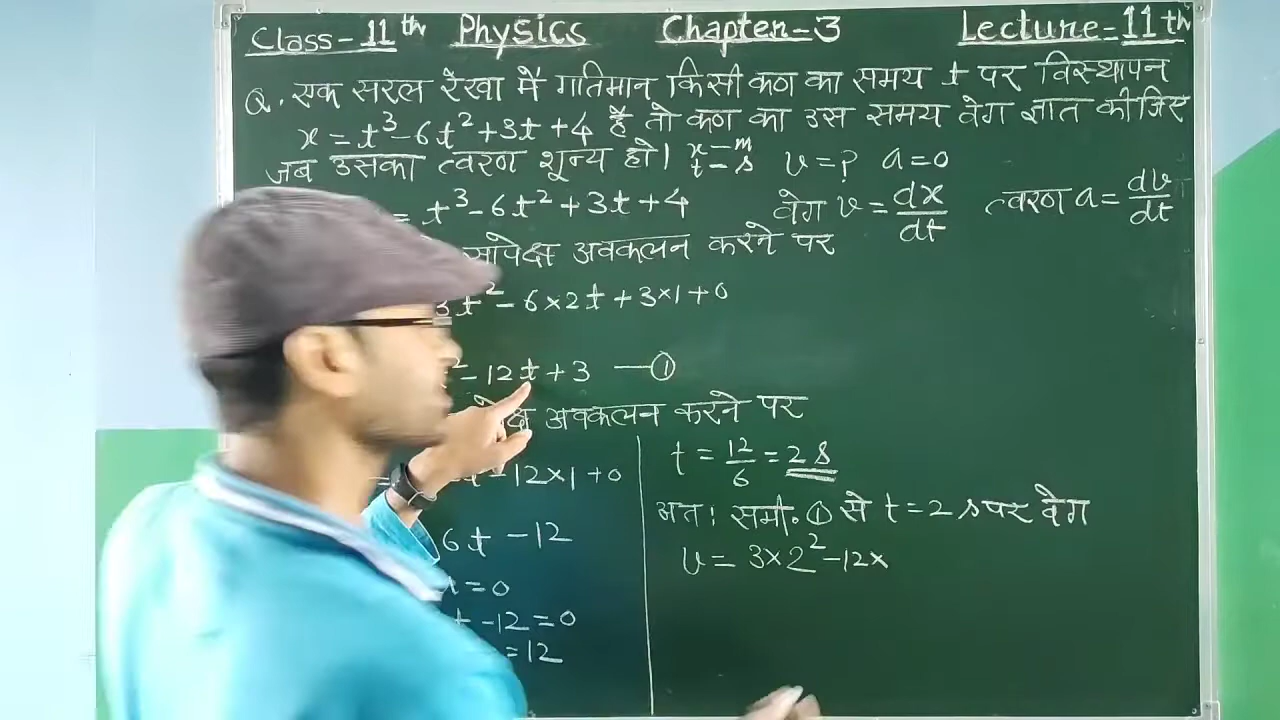 Class-11th Physics Chapter-3 Lecture-11th
Q. एक सरल रेखा में गतिमान किसी कण का समय t पर विस्थापन
x = t³-6t²+3t+4 है तो कण का उस समय वेग ज्ञात कीजिए
जब उसका त्वरण शून्य हो। x-m t-s v=? a=0
= t³-6t²+3t+4 वेग v = dx/dt त्वरण a = dv/dt
सापेक्ष अवकलन करने पर
3t²-6×2t+3×1+0
²-12t+3 —①
अवकलन करने पर
-12×1+0
6t-12
=0
t-12=0
=12
t = 12/6 = 2s
अतः समी. ① से t=2s पर वेग
v = 3×2²-12×